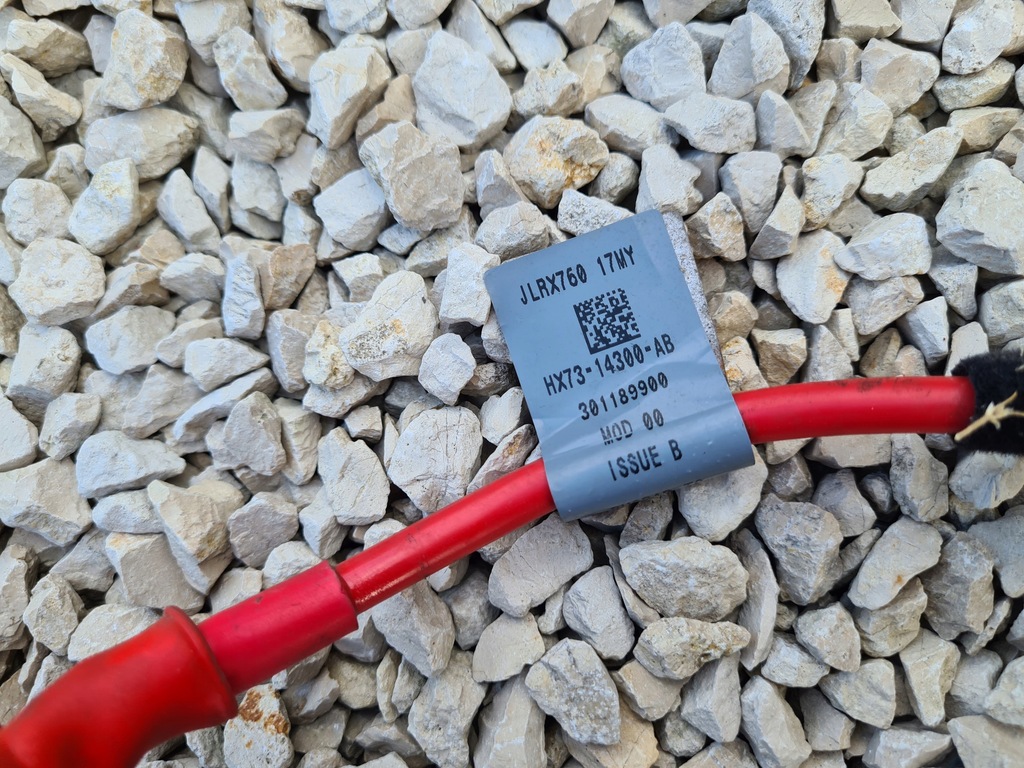 JLRX760 17MY
HX73-14300-AB
301189900
MOD 00
ISSUE B